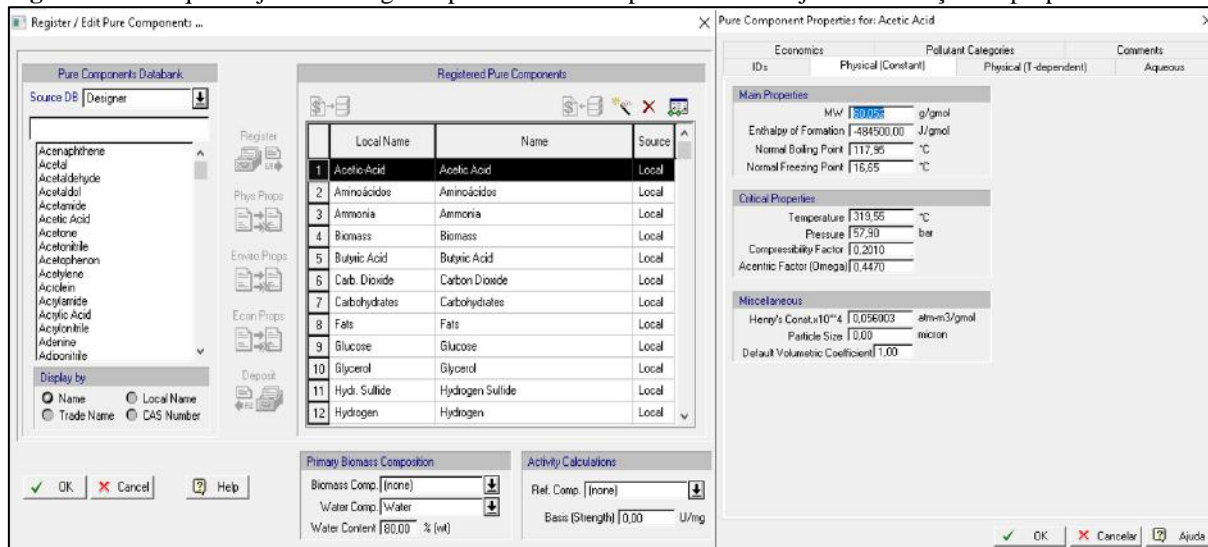 Register / Edit Pure Components ...
Pure Components Databank
Source DB Designer
Acenaphthene
Acetal
Acetaldehyde
Acetaldol
Acetamide
Acetic Acid
Acetone
Acetonitrile
Acetophenon
Acetylene
Acrolein
Acrylamide
Acrylic Acid
Acrylonitrile
Adenine
Adiponitrile
Display by
Name Local Name
Trade Name CAS Number
Register
Phys Props
Enviro Props
Econ Props
Deposit
Registered Pure Components
Local Name Name Source
1 Acetic-Acid Acetic Acid Local
2 Aminoácidos Aminoácidos Local
3 Ammonia Ammonia Local
4 Biomass Biomass Local
5 Butyric Acid Butyric Acid Local
6 Carb. Dioxide Carbon Dioxide Local
7 Carbohydrates Carbohydrates Local
8 Fats Fats Local
9 Glucose Glucose Local
10 Glycerol Glycerol Local
11 Hydr. Sulfide Hydrogen Sulfide Local
12 Hydrogen Hydrogen Local
OK Cancel Help
Primary Biomass Composition
Biomass Comp. (none)
Water Comp. Water
Water Content 80,00 % (wt)
Activity Calculations
Ref. Comp. (none)
Basis (Strength) 0,00 U/mg
Pure Component Properties for: Acetic Acid
Economics Pollutant Categories Comments
IDs Physical (Constant) Physical (T-dependent) Aqueous
Main Properties
MW g/gmol
Enthalpy of Formation -484500,00 J/gmol
Normal Boiling Point 117,95 °C
Normal Freezing Point 16,65 °C
Critical Properties
Temperature 319,55 °C
Pressure 57,90 bar
Compressibility Factor 0,2010
Acentric Factor (Omega) 0,4470
Miscellaneous
Henry's Const.x10**4 0,056003 atm-m3/gmol
Particle Size 0,00 micron
Default Volumetric Coefficient 1,00
OK Cancelar Ajuda